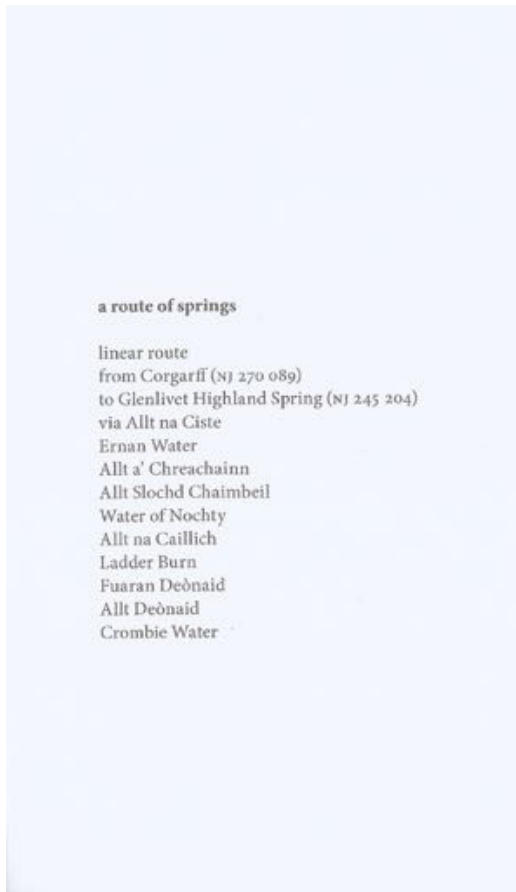 a route of springs
linear route
from Corgarff (NJ 270 089)
to Glenlivet Highland Spring (NJ 245 204)
via Allt na Ciste
Ernan Water
Allt a' Chreachainn
Allt Slochd Chaimbeil
Water of Nochty
Allt na Caillich
Ladder Burn
Fuaran Deònaid
Allt Deònaid
Crombie Water